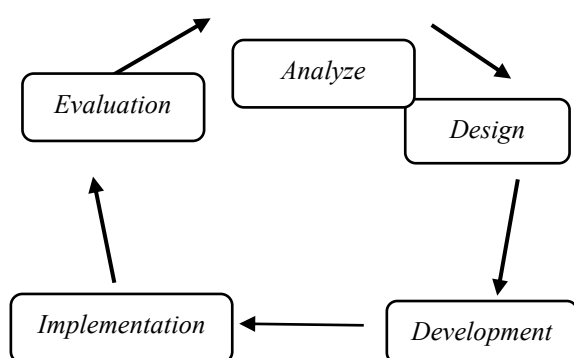 Analyze
Evaluation
Design
Implementation
Development